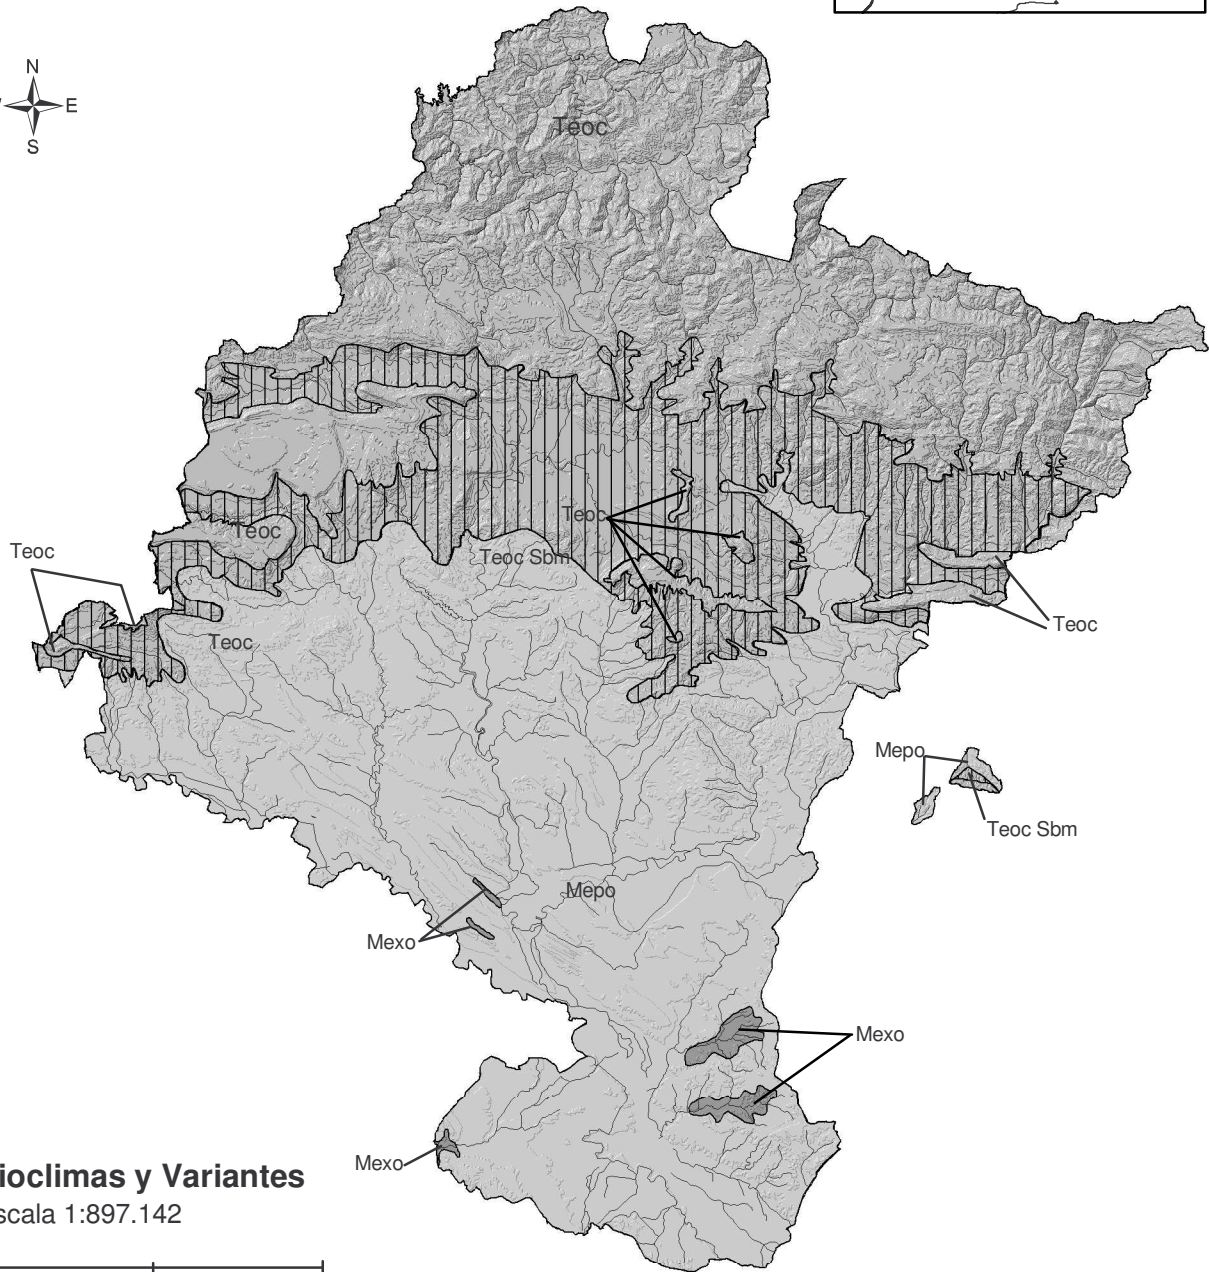 N
E
S
Teoc
Teoc
Teoc
Teoc
Teoc Sbm
Teoc
Teoc
Mepo
Teoc Sbm
Mepo
Mexo
Mexo
Mexo
ioclimas y Variantes
scala 1:897.142